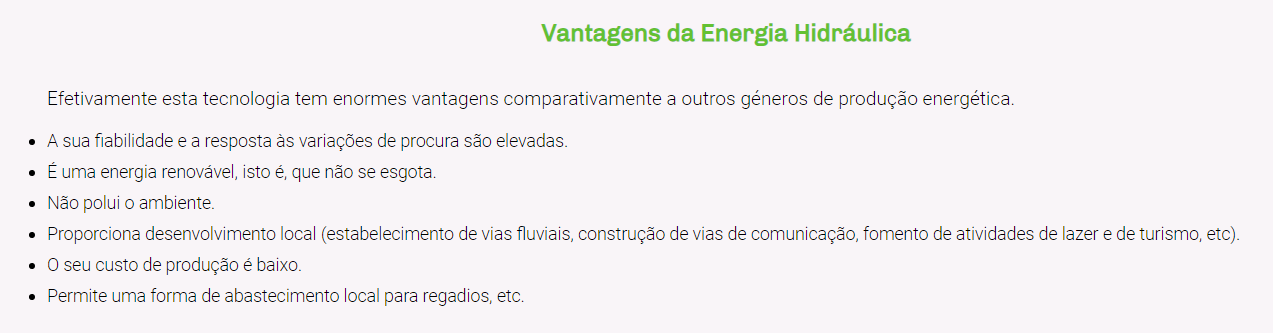 Vantagens da Energia Hidráulica
Efetivamente esta tecnologia tem enormes vantagens comparativamente a outros géneros de produção energética.
A sua fiabilidade e a resposta às variações de procura são elevadas.
É uma energia renovável, isto é, que não se esgota.
Não polui o ambiente.
Proporciona desenvolvimento local (estabelecimento de vias fluviais, construção de vias de comunicação, fomento de atividades de lazer e de turismo, etc).
O seu custo de produção é baixo.
Permite uma forma de abastecimento local para regadios, etc.